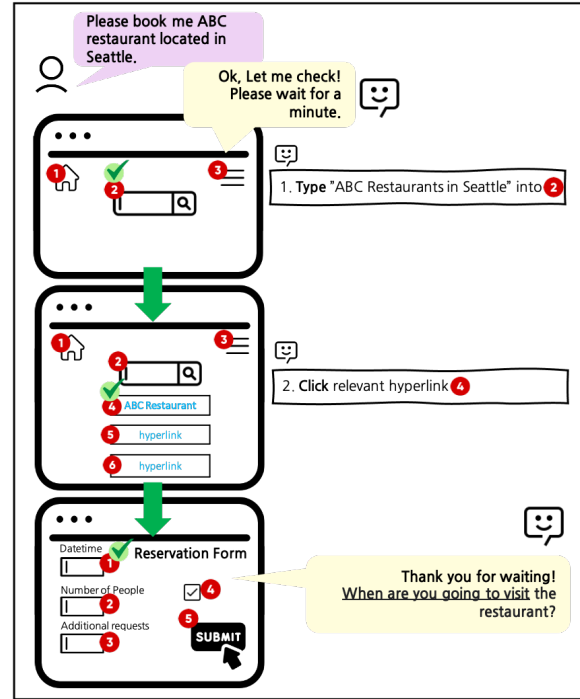 Please book me ABC
restaurant located in
Seattle.
Ok, Let me check!
Please wait for a
minute.
1
2
3
1. Type "ABC Restaurants in Seattle" into 2
1
2
3
4 ABC Restaurant
5 hyperlink
6 hyperlink
2. Click relevant hyperlink 4
Reservation Form
Datetime
1
Number of People
2
Additional requests
3
4
5
SUBMIT
Thank you for waiting!
When are you going to visit the
restaurant?